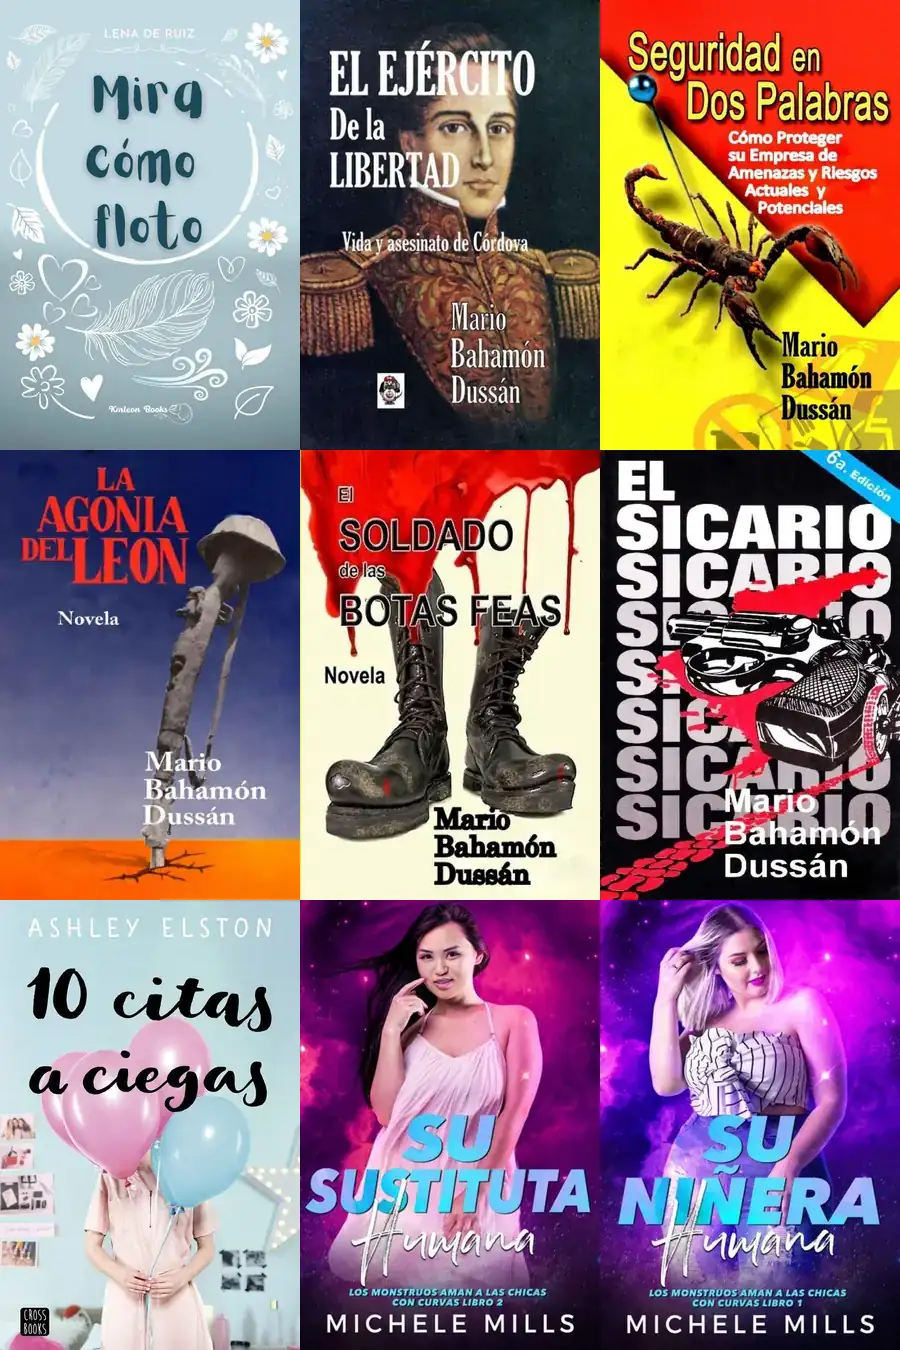 LENA DE RUIZ
Mira
cómo
floto
Kmleon Books
EL EJÉRCITO
De la
LIBERTAD
Vida y asesinato de Córdova
Mario
Bahamón
Dussán
Seguridad en
Dos Palabras
Cómo Proteger
su Empresa de
Amenazas y Riesgos
Actuales y
Potenciales
Mario
Bahamón
Dussán
LA
AGONIA
DEL LEON
Novela
Mario
Bahamón
Dussán
El
SOLDADO
de las
BOTAS FEAS
Novela
Mario
Bahamón
Dussán
6a. Edición
EL
SICARIO
SICARIO
SICARIO
SICARIO
SICARIO
SICARIO
SICARIO
Mario
Bahamón
Dussán
ASHLEY ELSTON
10 citas
a ciegas
CROSS
BOOKS
SU
SUSTITUTA
Humana
LOS MONSTRUOS AMAN A LAS CHICAS
CON CURVAS LIBRO 2
MICHELE MILLS
SU
NIÑERA
Humana
LOS MONSTRUOS AMAN A LAS CHICAS
CON CURVAS LIBRO 1
MICHELE MILLS